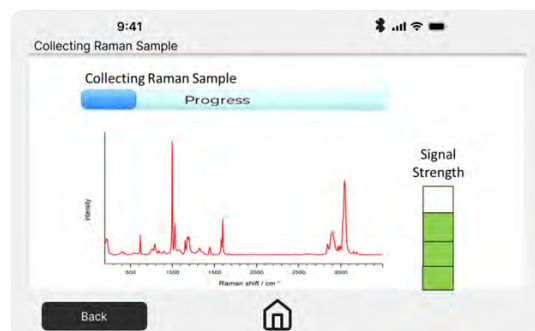 9:41
Collecting Raman Sample
Collecting Raman Sample
Progress
Signal
Strength
Intensity
500 1000 1500 2000 2500 3000
Raman shift / cm⁻¹
Back